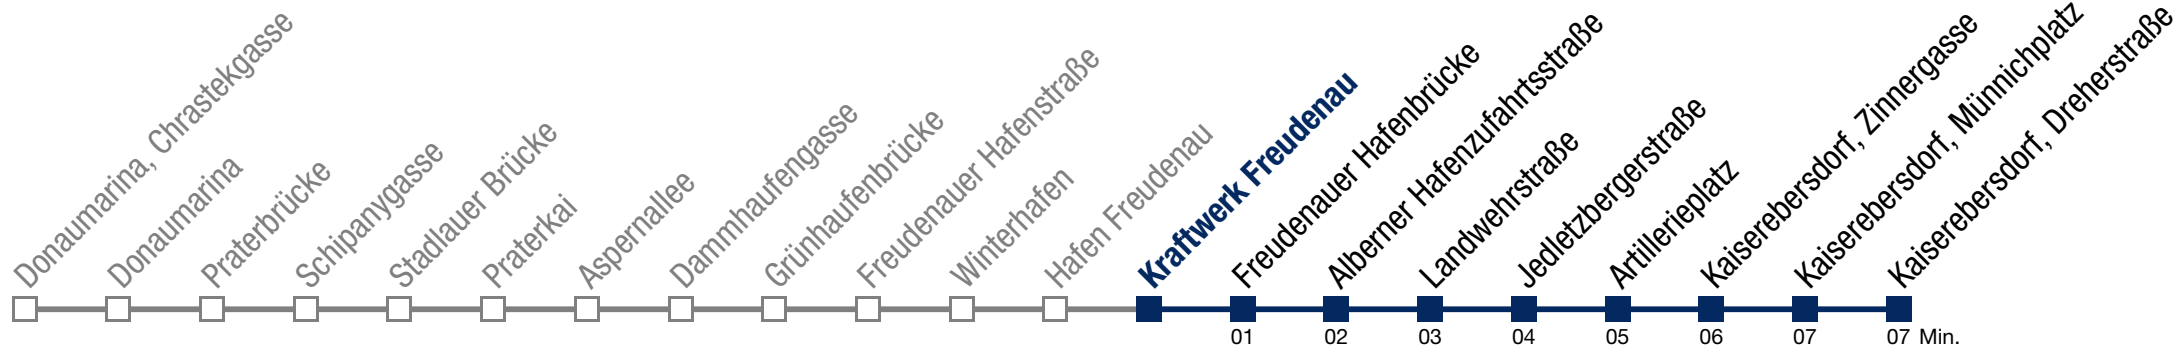 Donaumarina, Chrastekgasse
Donaumarina
Praterbrücke
Schipanygasse
Stadlauer Brücke
Praterkai
Aspernallee
Dammhaufengasse
Grünhaufenbrücke
Freudenauer Hafenstraße
Winterhafen
Hafen Freudenau
Kraftwerk Freudenau
Freudenauer Hafenbrücke
Alberner Hafenzufahrtsstraße
Landwehrstraße
Jedletzbergerstraße
Artillerieplatz
Kaiserebersdorf, Zinnergasse
Kaiserebersdorf, Münnichplatz
Kaiserebersdorf, Dreherstraße
01 02 03 04 05 06 07 07 Min.